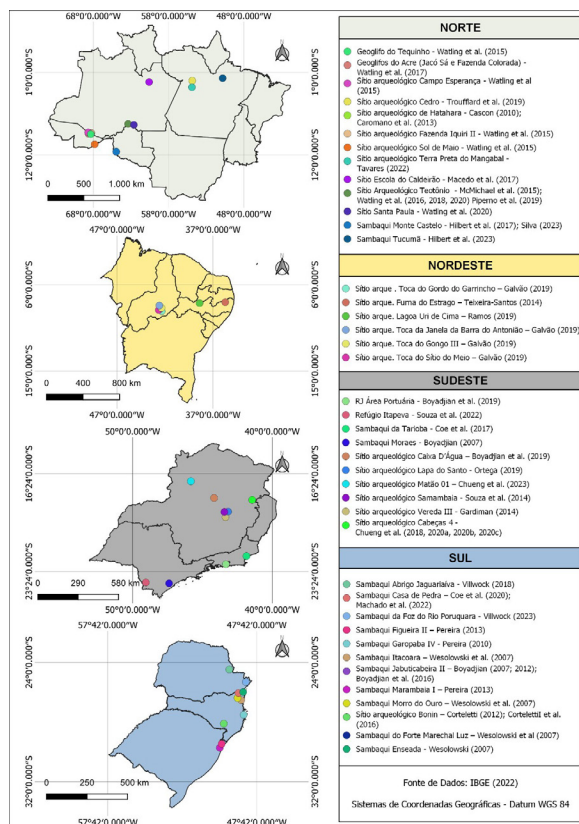 NORTE
Geoglifo do Tequinho - Watling et al. (2015)
Geoglifos do Acre (Jacó Sá e Fazenda Colorada) -
Watling et al. (2017)
Sítio arqueológico Campo Esperança - Watling et al
(2015)
Sítio arqueológico Cedro - Troufflard et al. (2019)
Sítio arqueológico de Hatahara - Cascon (2010);
Caromano et al. (2013)
Sítio arqueológico Fazenda Iquiri II - Watling et al. (2015)
Sítio arqueológico Sol de Maio - Watling et al. (2015)
Sítio arqueológico Terra Preta do Mangabal -
Tavares (2022)
Sítio Escola do Caldeirão - Macedo et al. (2017)
Sítio Arqueológico Teotônio - McMichael et al. (2015);
Watling et al. (2016, 2018, 2020) Piperno et al. (2019)
Sítio Santa Paula - Watling et al. (2020)
Sambaqui Monte Castelo - Hilbert et al. (2017); Silva (2023)
Sambaqui Tucumã - Hilbert et al. (2023)
1°0'0.000"S
12°0'0.000"S
1°0'0.000"S
12°0'0.000"S
0 500 1.000 km
68°0'0.000"W 58°0'0.000"W 48°0'0.000"W
47°0'0.000"W 37°0'0.000"W
NORDESTE
Sítio arque . Toca do Gordo do Garrincho – Galvão (2019)
Sítio arque. Furna do Estrago – Teixeira-Santos (2014)
Sítio arque. Lagoa Uri de Cima – Ramos (2019)
Sítio arque. Toca da Janela da Barra do Antonião – Galvão (2019)
Sítio arque. Toca do Gongo III – Galvão (2019)
Sítio arque. Toca do Sítio do Meio – Galvão (2019)
6°0'0.000"S
15°0'0.000"S
6°0'0.000"S
15°0'0.000"S
0 400 800 km
47°0'0.000"W 37°0'0.000"W
50°0'0.000"W 40°0'0.000"W
SUDESTE
RJ Área Portuária - Boyadjian et al. (2019)
Refúgio Itapeva - Souza et al. (2022)
Sambaqui da Tarioba - Coe et al. (2017)
Sambaqui Moraes - Boyadjian (2007)
Sítio arqueológico Caixa D'Água – Boyadjian et al. (2019)
Sítio arqueológico Lapa do Santo - Ortega (2019)
Sítio arqueológico Matão 01 – Chueng et al. (2023)
Sítio arqueológico Samambaia - Souza et al. (2014)
Sítio arqueológico Vereda III - Gardiman (2014)
Sítio arqueológico Cabeças 4 -
Chueng et al. (2018, 2020a, 2020b, 2020c)
16°24'0.000"S
23°24'0.000"S
16°24'0.000"S
23°24'0.000"S
0 290 580 km
50°0'0.000"W 40°0'0.000"W
57°42'0.000"W 47°42'0.000"W
SUL
Sambaqui Abrigo Jaguariaíva - Villwock (2018)
Sambaqui Casa de Pedra – Coe et al. (2020);
Machado et al. (2022)
Sambaqui da Foz do Rio Poruquara - Villwock (2023)
Sambaqui Figueira II – Pereira (2013)
Sambaqui Garopaba IV - Pereira (2010)
Sambaqui Itacoara – Wesolowski et al. (2007)
Sambaqui Jabuticabeira II – Boyadjian (2007; 2012);
Boyadjian et al. (2016)
Sambaqui Marambaia I – Pereira (2013)
Sambaqui Morro do Ouro – Wesolowski et al. (2007)
Sítio arqueológico Bonin – Corteletti (2012); CortelettI et al.
(2016)
Sambaqui do Forte Marechal Luz – Wesolowski et al (2007)
Sambaqui Enseada - Wesolowski (2007)
24°0'0.000"S
32°0'0.000"S
24°0'0.000"S
32°0'0.000"S
0 250 500 km
57°42'0.000"W 47°42'0.000"W
Fonte de Dados: IBGE (2022)
Sistemas de Coordenadas Geográficas - Datum WGS 84